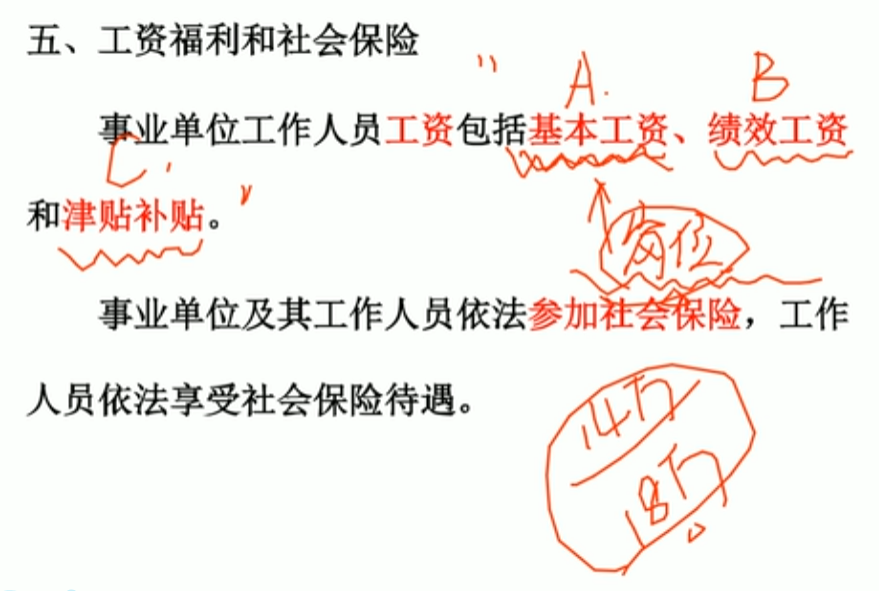 五、工资福利和社会保险
A. B
事业单位工作人员工资包括基本工资、绩效工资
C
和津贴补贴。
岗位
事业单位及其工作人员依法参加社会保险，工作
人员依法享受社会保险待遇。
14万
18万